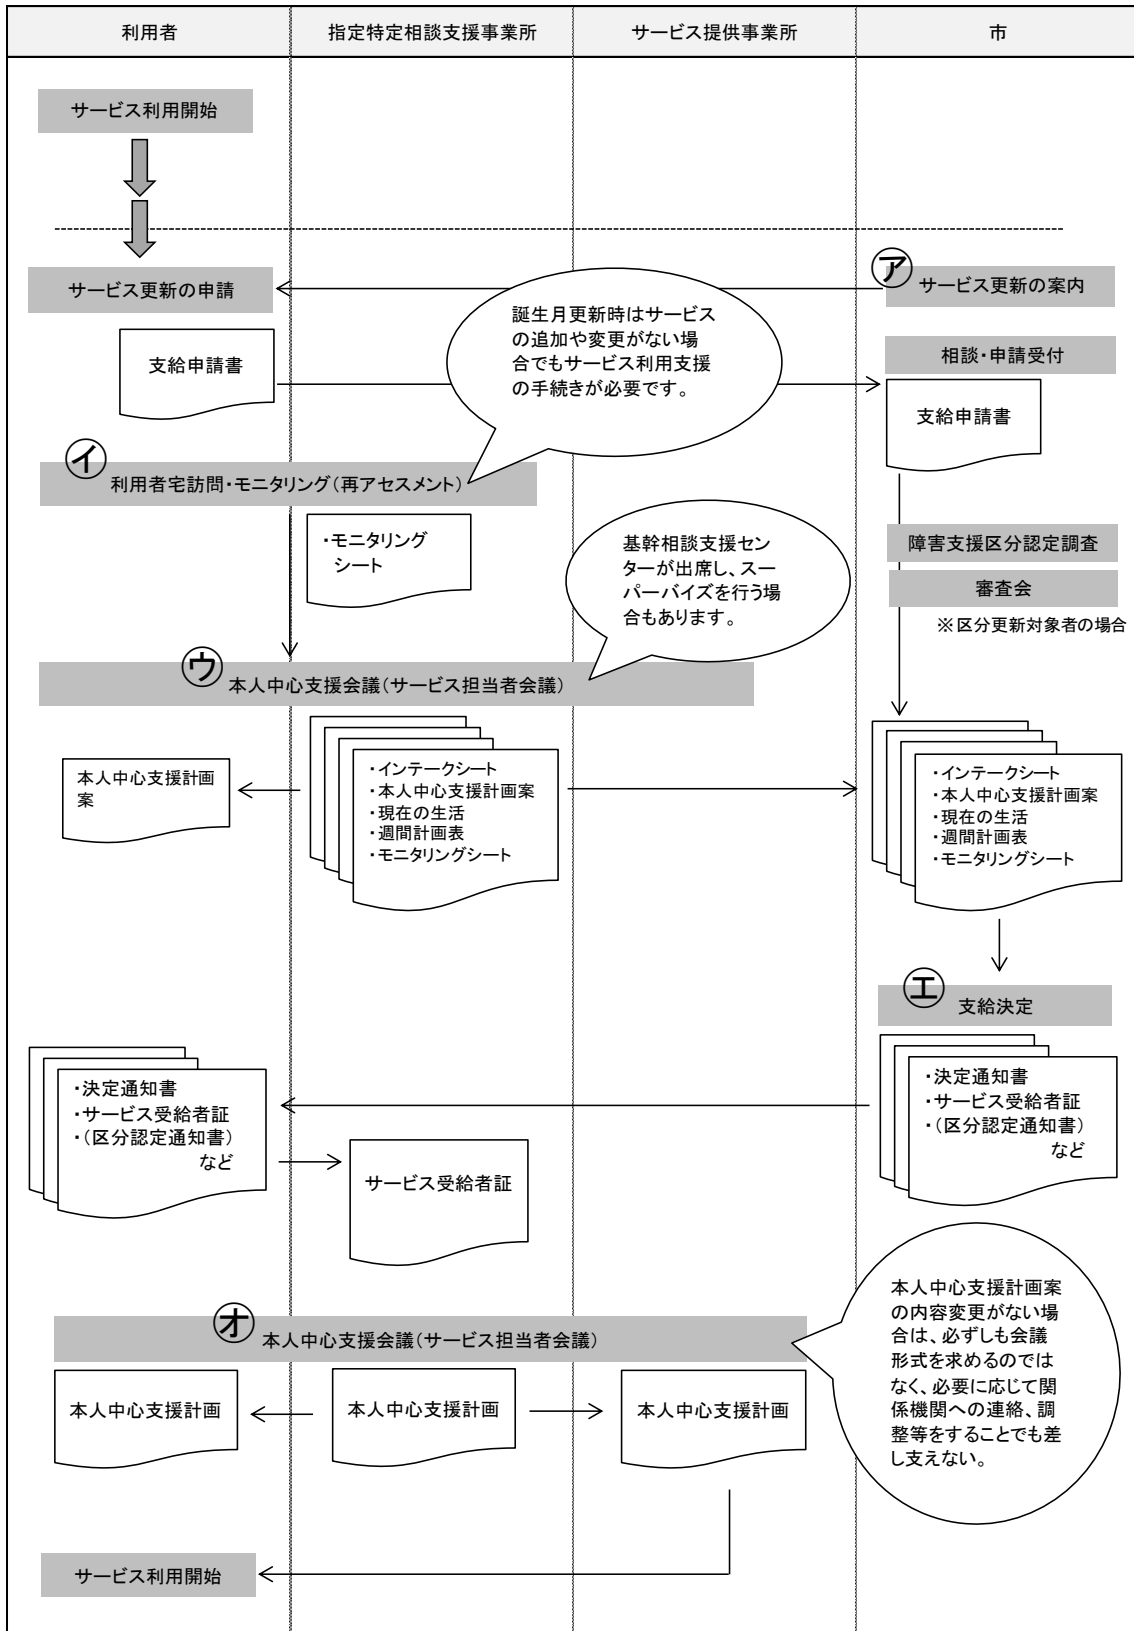 利用者
指定特定相談支援事業所
サービス提供事業所
市
サービス利用開始
㋐
サービス更新の案内
サービス更新の申請
誕生月更新時はサービス
の追加や変更がない場
合でもサービス利用支援
の手続きが必要です。
相談・申請受付
支給申請書
支給申請書
㋑
利用者宅訪問・モニタリング(再アセスメント)
・モニタリング
シート
基幹相談支援セン
ターが出席し、スー
パーバイズを行う場
合もあります。
障害支援区分認定調査
審査会
※区分更新対象者の場合
㋒
本人中心支援会議(サービス担当者会議)
本人中心支援計画
案
・インテークシート
・本人中心支援計画案
・現在の生活
・週間計画表
・モニタリングシート
・インテークシート
・本人中心支援計画案
・現在の生活
・週間計画表
・モニタリングシート
㋓
支給決定
・決定通知書
・サービス受給者証
・(区分認定通知書)
など
・決定通知書
・サービス受給者証
・(区分認定通知書)
など
サービス受給者証
㋔
本人中心支援会議(サービス担当者会議)
本人中心支援計画案
の内容変更がない場
合は、必ずしも会議
形式を求めるのでは
なく、必要に応じて関
係機関への連絡、調
整等をすることでも差
し支えない。
本人中心支援計画
本人中心支援計画
本人中心支援計画
サービス利用開始